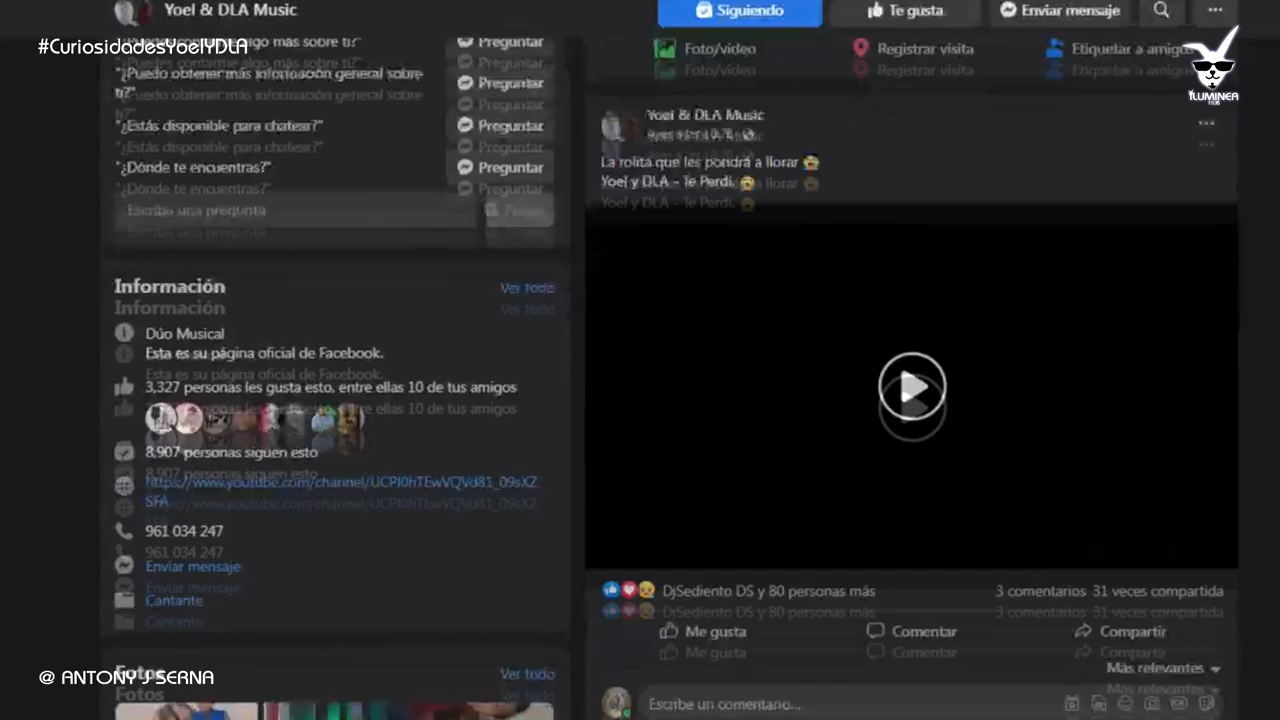 Yoel & DLA Music
Siguiendo
Te gusta
Enviar mensaje
#CuriosidadesYoelYDLA
Preguntar
"¿Puedo obtener más información general sobre
ti?"
Preguntar
"¿Estás disponible para chatear?"
Preguntar
"¿Dónde te encuentras?"
Preguntar
Escribe una pregunta
Información
Ver todo
Dúo Musical
Esta es su página oficial de Facebook.
3,327 personas les gusta esto, entre ellas 10 de tus amigos
8,907 personas siguen esto
961 034 247
Enviar mensaje
Cantante
Fotos
Ver todo
@ ANTONY J SERNA
Foto/video
Registrar visita
Etiquetar a amigos
ILUMINEA
Yoel & DLA Music
La rolita que les pondrá a llorar
Yoel y DLA - Te Perdí.
DjSediento DS y 80 personas más
3 comentarios
31 veces compartida
Me gusta
Comentar
Compartir
Más relevantes
Escribe un comentario...